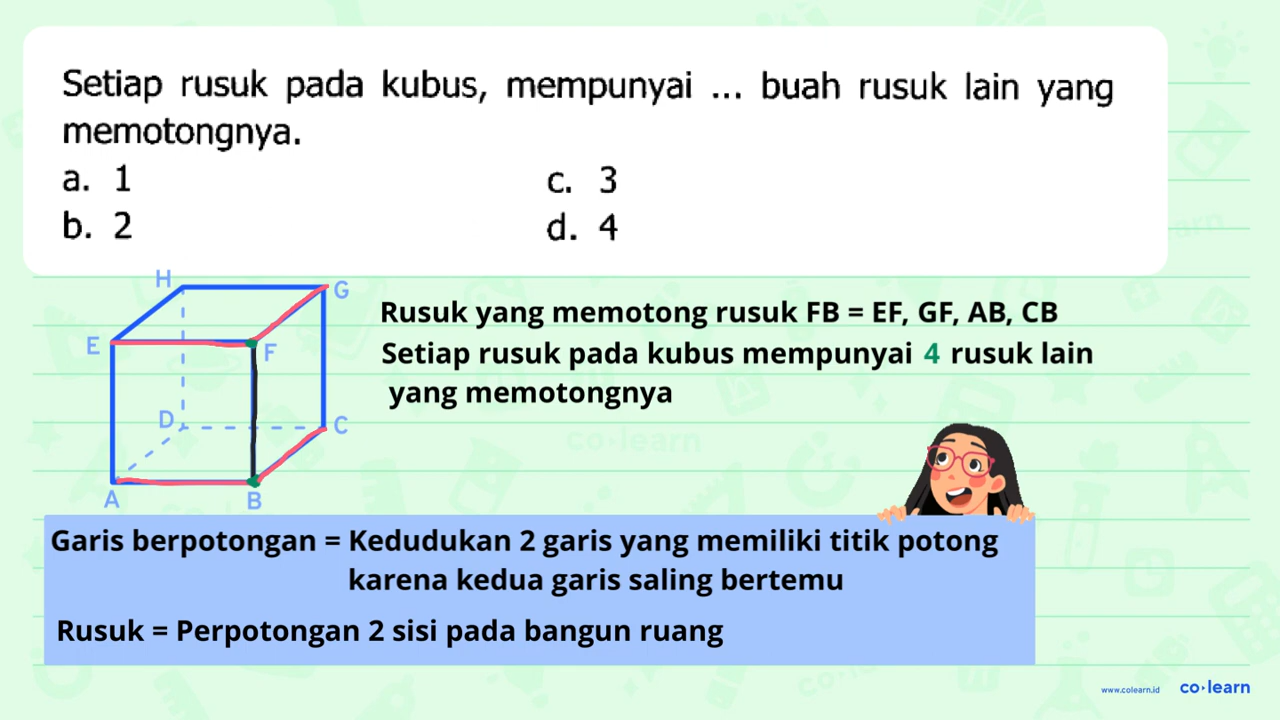 Setiap rusuk pada kubus, mempunyai ... buah rusuk lain yang
memotongnya.
a. 1
c. 3
b. 2
d. 4
H
G
E
F
D
C
A
B
Rusuk yang memotong rusuk FB = EF, GF, AB, CB
Setiap rusuk pada kubus mempunyai 4 rusuk lain
yang memotongnya
co•learn
Garis berpotongan = Kedudukan 2 garis yang memiliki titik potong
karena kedua garis saling bertemu
Rusuk = Perpotongan 2 sisi pada bangun ruang
www.colearn.id
co•learn